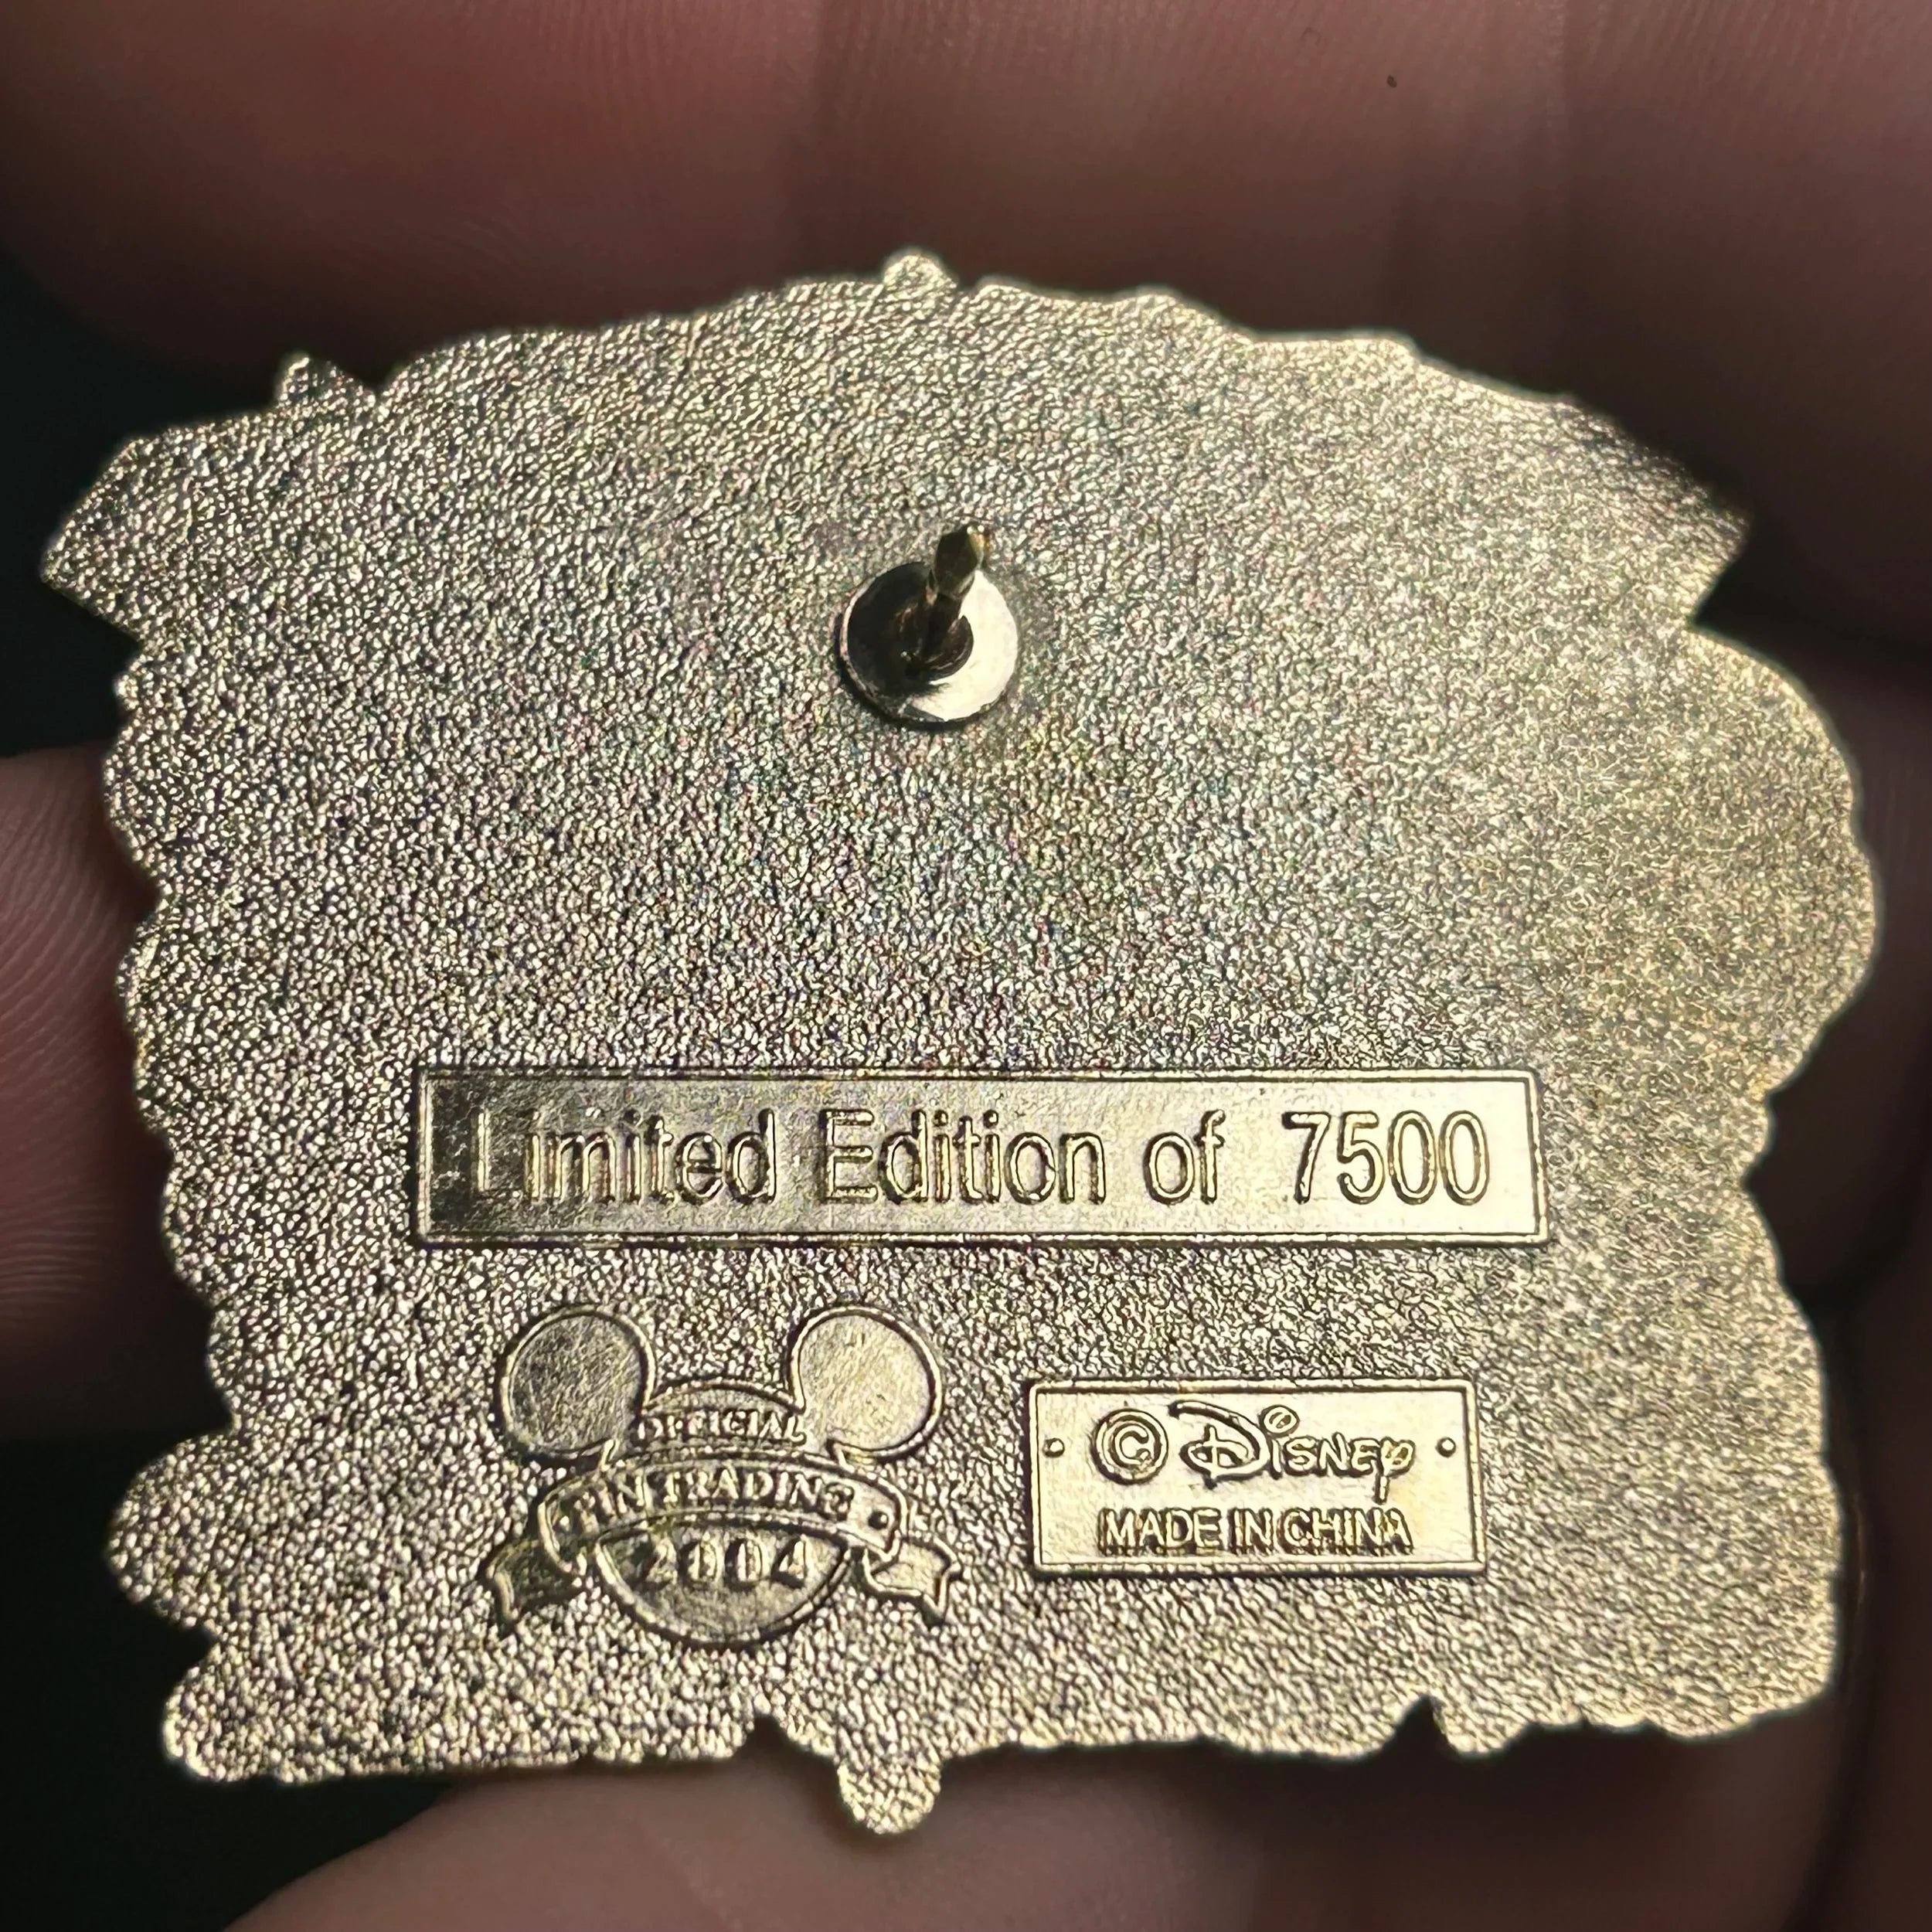 Limited Edition of 7500
OFFICIAL
PIN TRADING
2004
© Disney
MADE IN CHINA